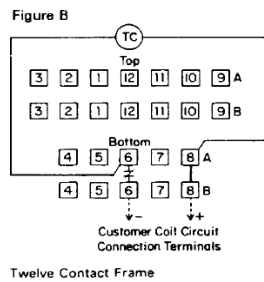 Figure B
TC
Top
3 2 1 12 11 10 9 A
3 2 1 12 11 10 9 B
Bottom
4 5 6 7 8 A
4 5 6 7 8 B
- +
Customer Coil Circuit
Connection Terminals
Twelve Contact Frame